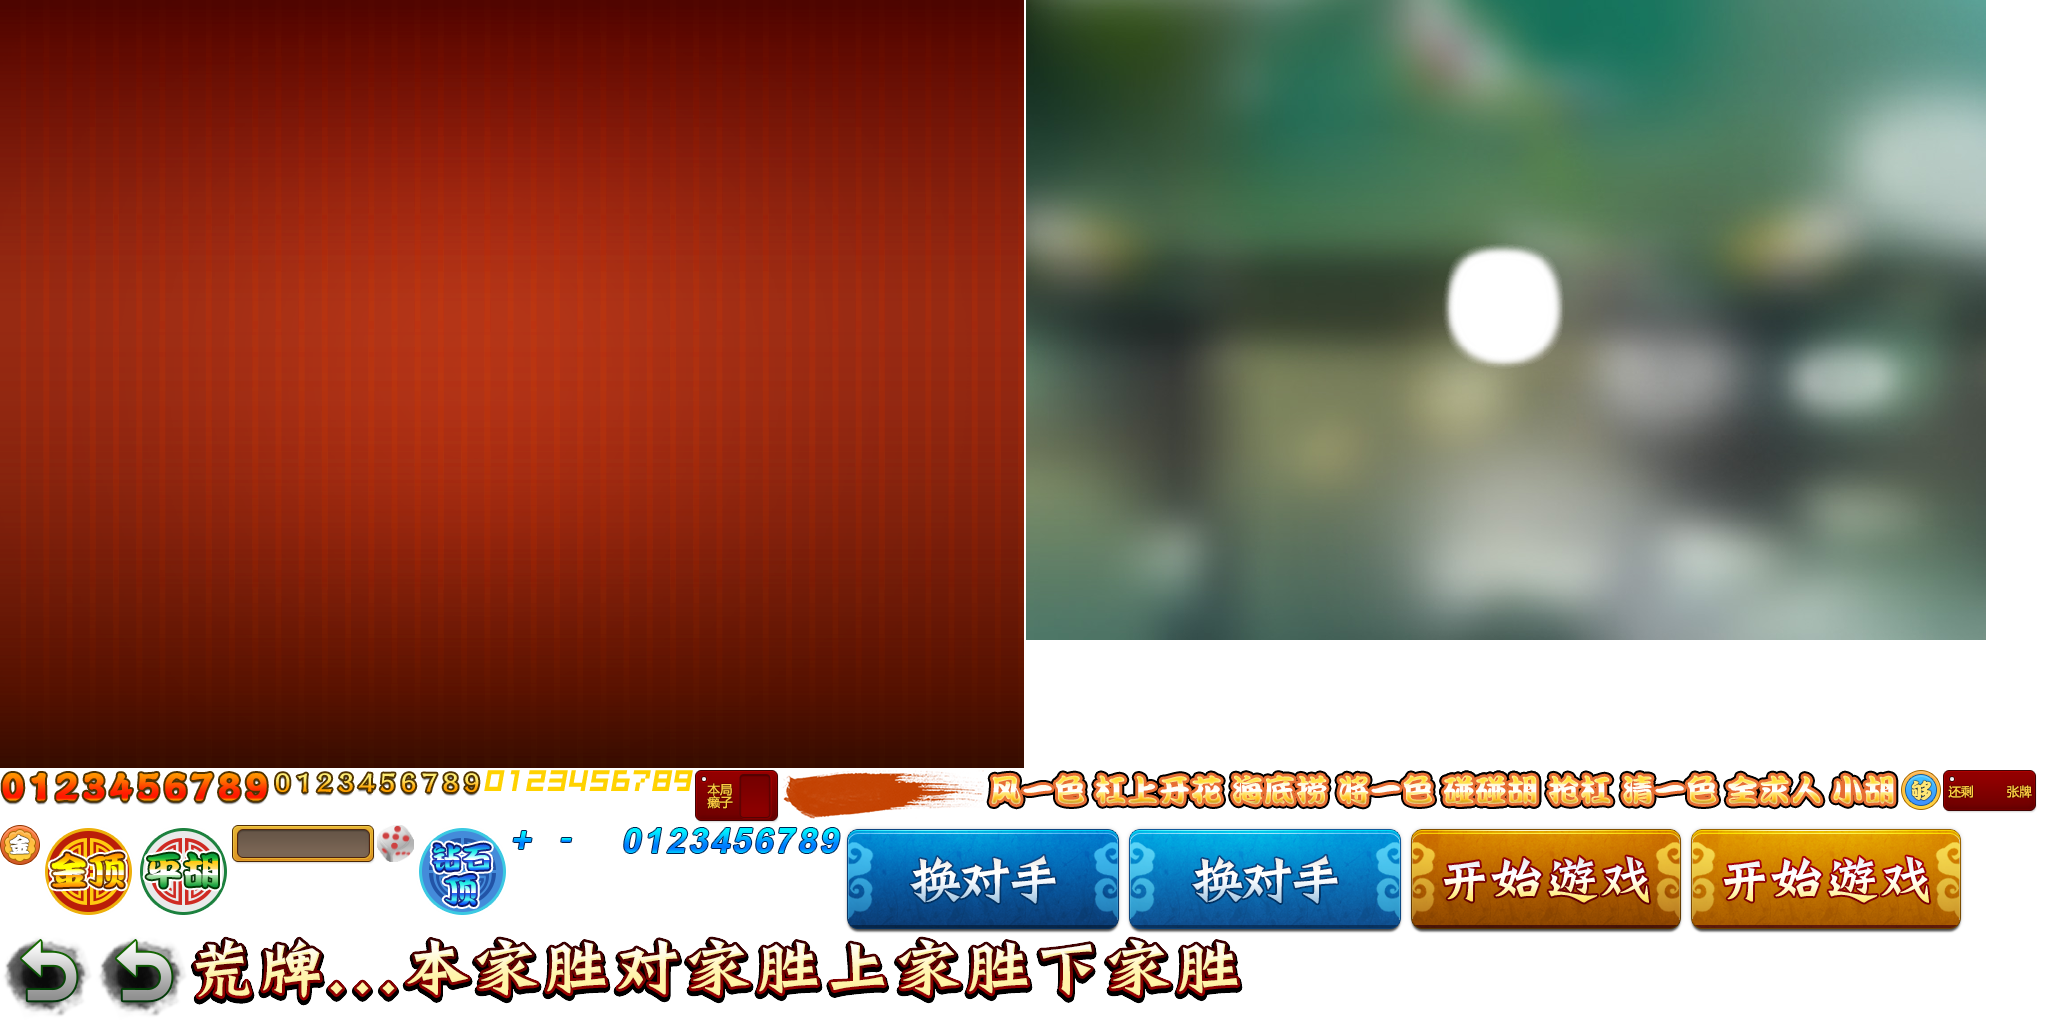 0123456789
0123456789
0123456789
本局
癞子
风一色 杠上开花 海底捞 将一色 碰碰胡 抢杠 清一色 全求人 小胡
够
还剩 张牌
金
金顶
平胡
钻石
顶
+ - 0123456789
换对手
换对手
开始遊戏
开始遊戏
荒牌...本家胜对家胜上家胜下家胜